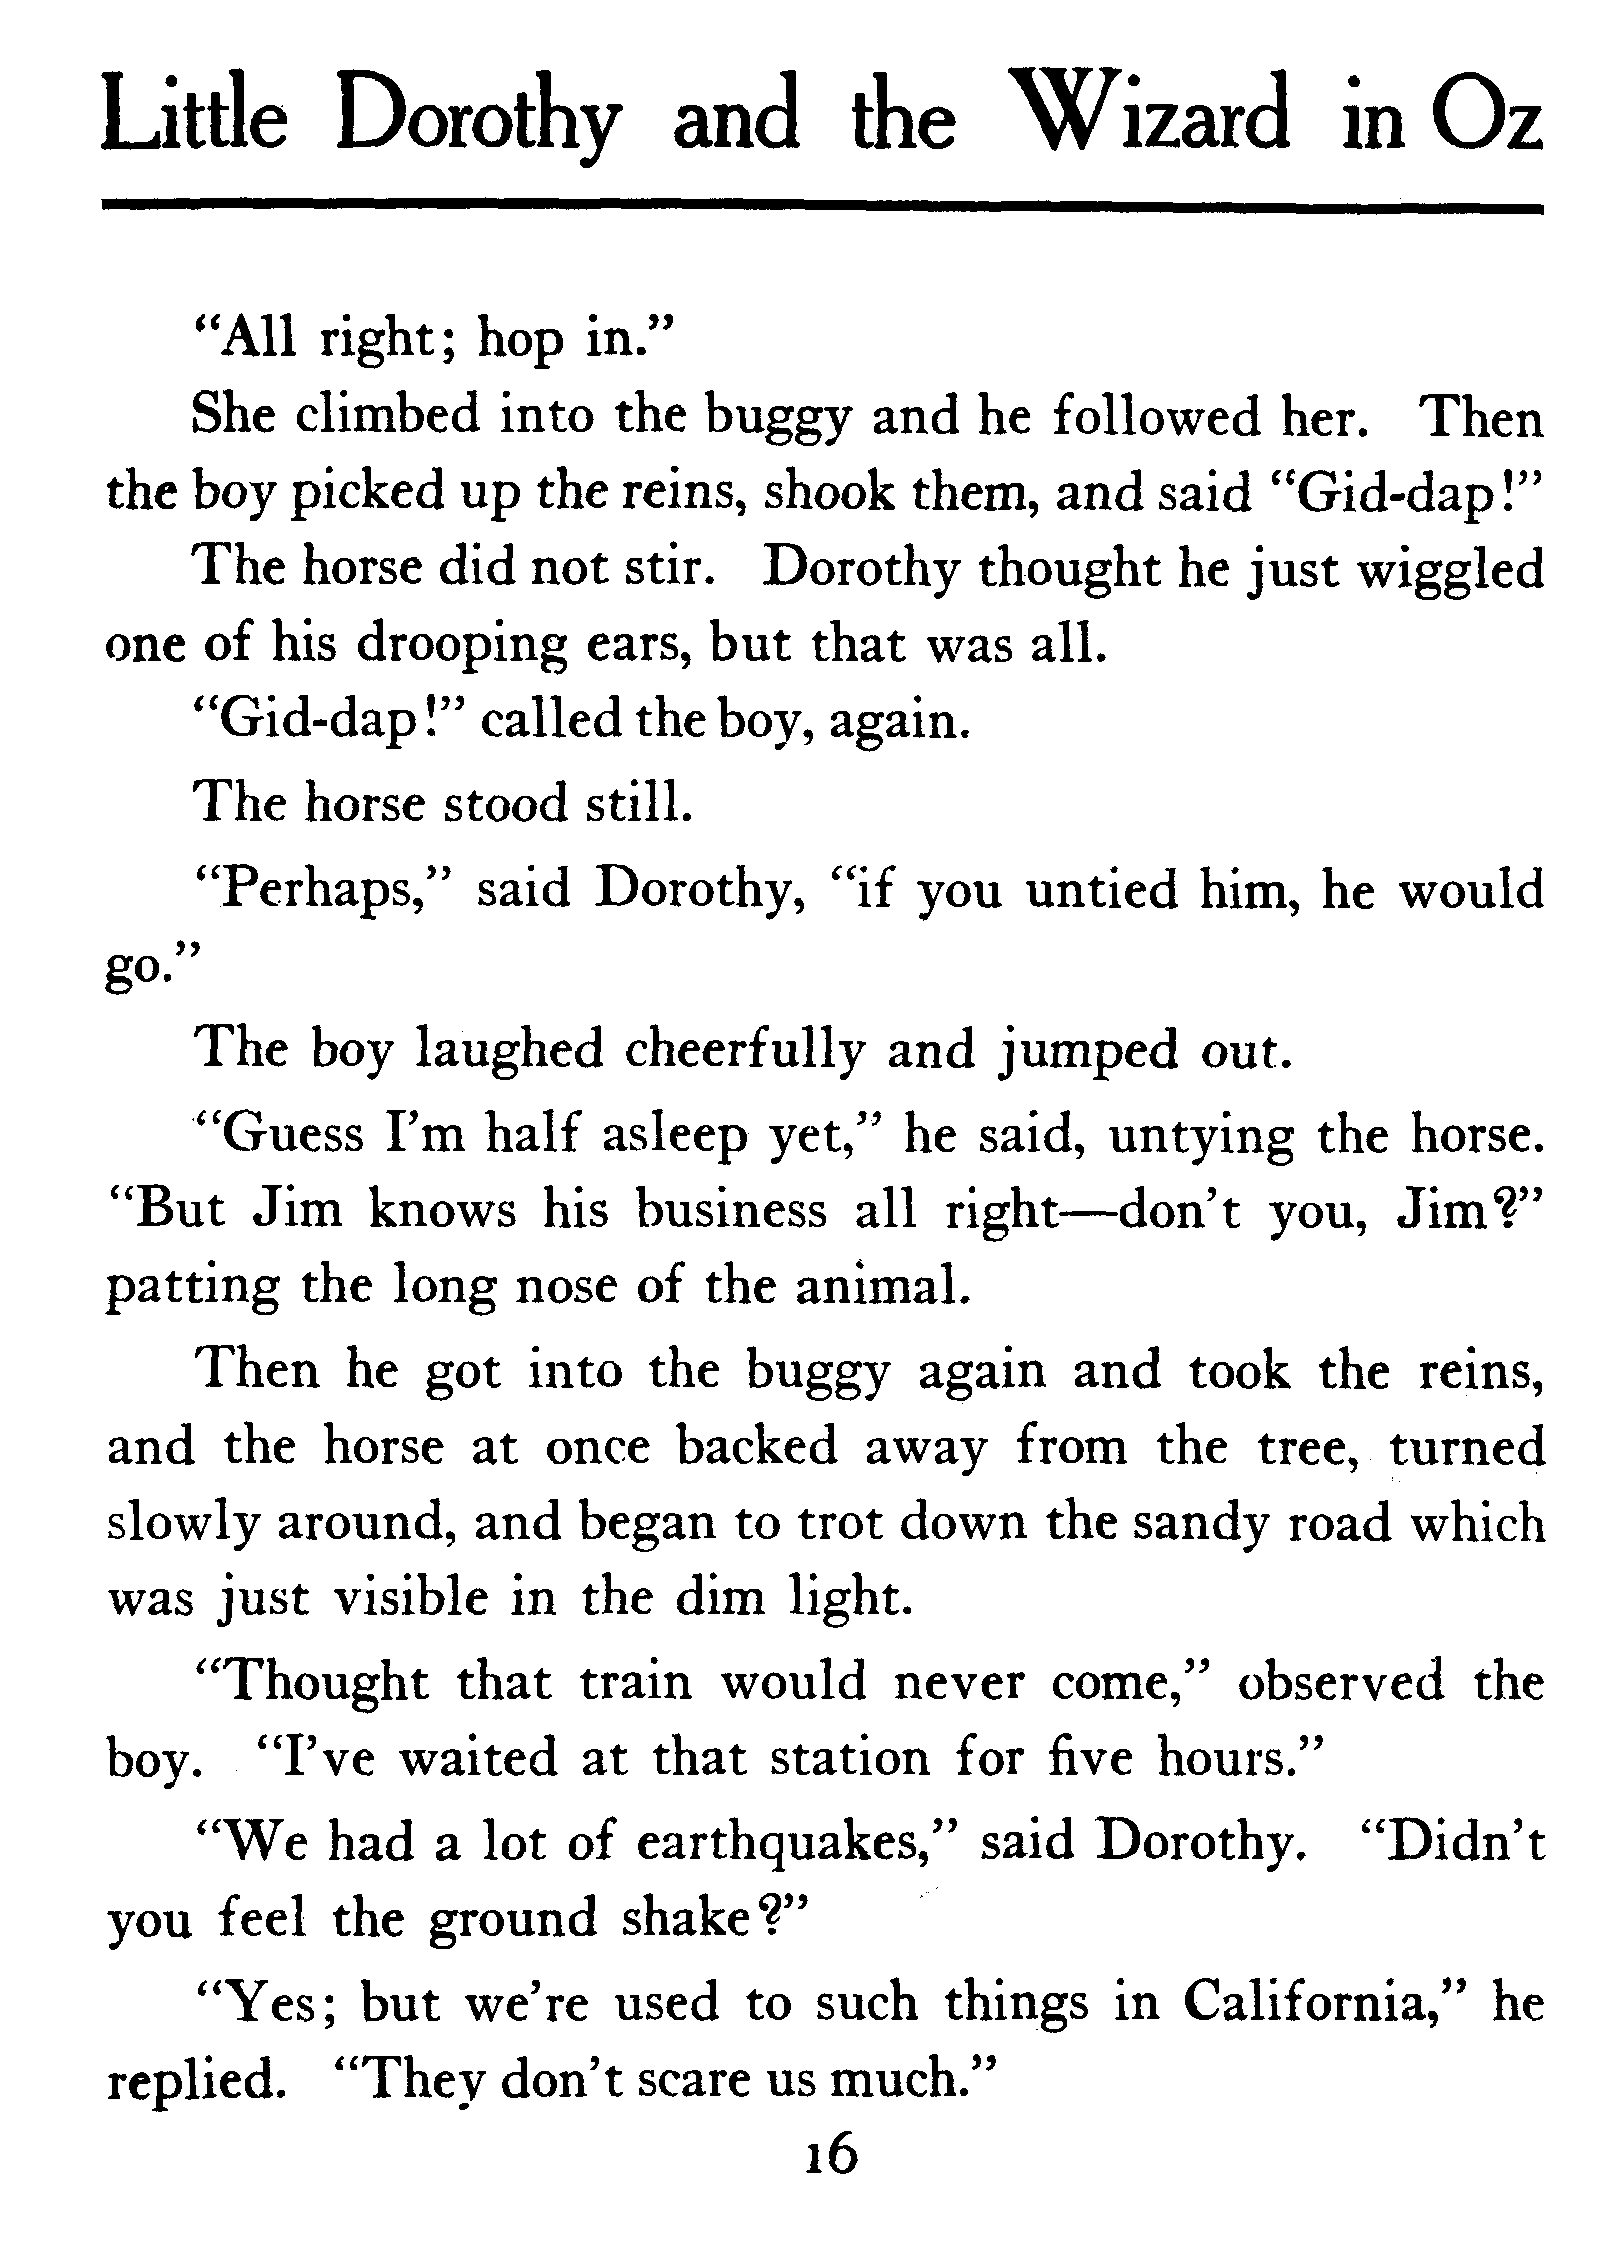 Little Dorothy and the Wizard in Oz
“All right; hop in.”
She climbed into the buggy and he followed her. Then
the boy picked up the reins, shook them, and said “Gid-dap!”
The horse did not stir. Dorothy thought he just wiggled
one of his drooping ears, but that was all.
“Gid-dap!” called the boy, again.
The horse stood still.
“Perhaps,” said Dorothy, “if you untied him, he would
go.”
The boy laughed cheerfully and jumped out.
“Guess I’m half asleep yet,” he said, untying the horse.
“But Jim knows his business all right—don’t you, Jim?”
patting the long nose of the animal.
Then he got into the buggy again and took the reins,
and the horse at once backed away from the tree, turned
slowly around, and began to trot down the sandy road which
was just visible in the dim light.
“Thought that train would never come,” observed the
boy. “I’ve waited at that station for five hours.”
“We had a lot of earthquakes,” said Dorothy. “Didn’t
you feel the ground shake?”
“Yes; but we’re used to such things in California,” he
replied. “They don’t scare us much.”
16